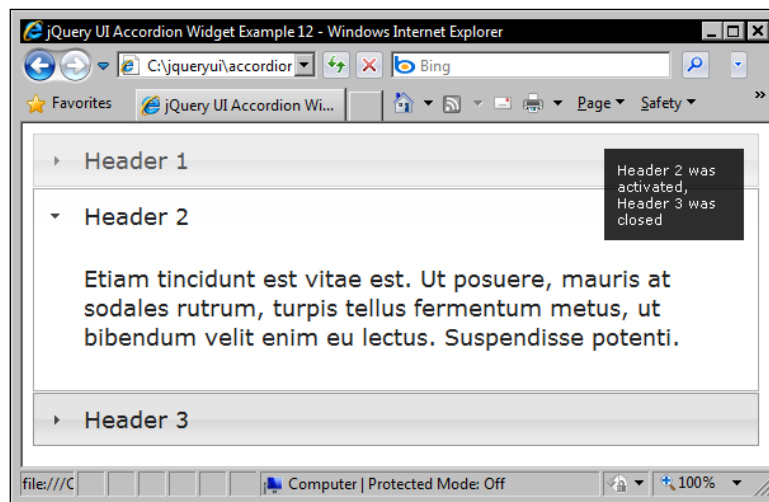 jQuery UI Accordion Widget Example 12 - Windows Internet Explorer
C:\jqueryui\accordior
Bing
Favorites
jQuery UI Accordion Wi...
Page
Safety
»
Header 1
Header 2 was
activated,
Header 3 was
closed
Header 2
Etiam tincidunt est vitae est. Ut posuere, mauris at
sodales rutrum, turpis tellus fermentum metus, ut
bibendum velit enim eu lectus. Suspendisse potenti.
Header 3
file:///C
Computer | Protected Mode: Off
100%